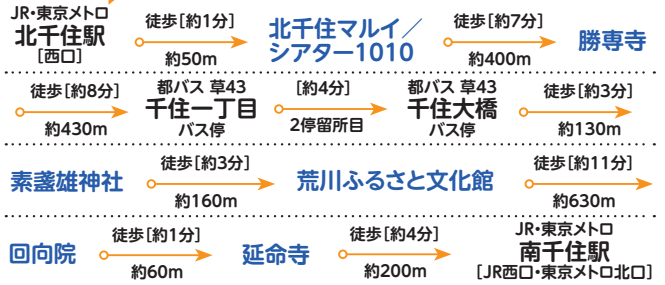 JR・東京メトロ
北千住駅
[西口]
徒歩[約1分]
約50m
北千住マルイ／
シアター1010
徒歩[約7分]
約400m
勝専寺
徒歩[約8分]
約430m
都バス 草43
千住一丁目
バス停
[約4分]
2停留所目
都バス 草43
千住大橋
バス停
徒歩[約3分]
約130m
素盞雄神社
徒歩[約3分]
約160m
荒川ふるさと文化館
徒歩[約11分]
約630m
回向院
徒歩[約1分]
約60m
延命寺
徒歩[約4分]
約200m
JR・東京メトロ
南千住駅
[JR西口・東京メトロ北口]